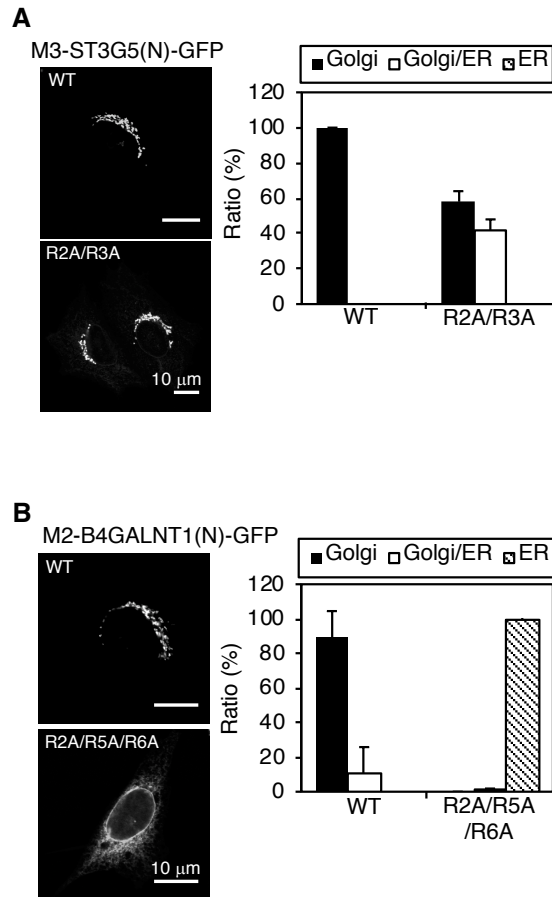 A
M3-ST3G5(N)-GFP
WT
R2A/R3A
10 μm
Golgi Golgi/ER ER
Ratio (%)
120
100
80
60
40
20
0
WT R2A/R3A
B
M2-B4GALNT1(N)-GFP
WT
R2A/R5A/R6A
10 μm
Golgi Golgi/ER ER
Ratio (%)
120
100
80
60
40
20
0
WT R2A/R5A
/R6A